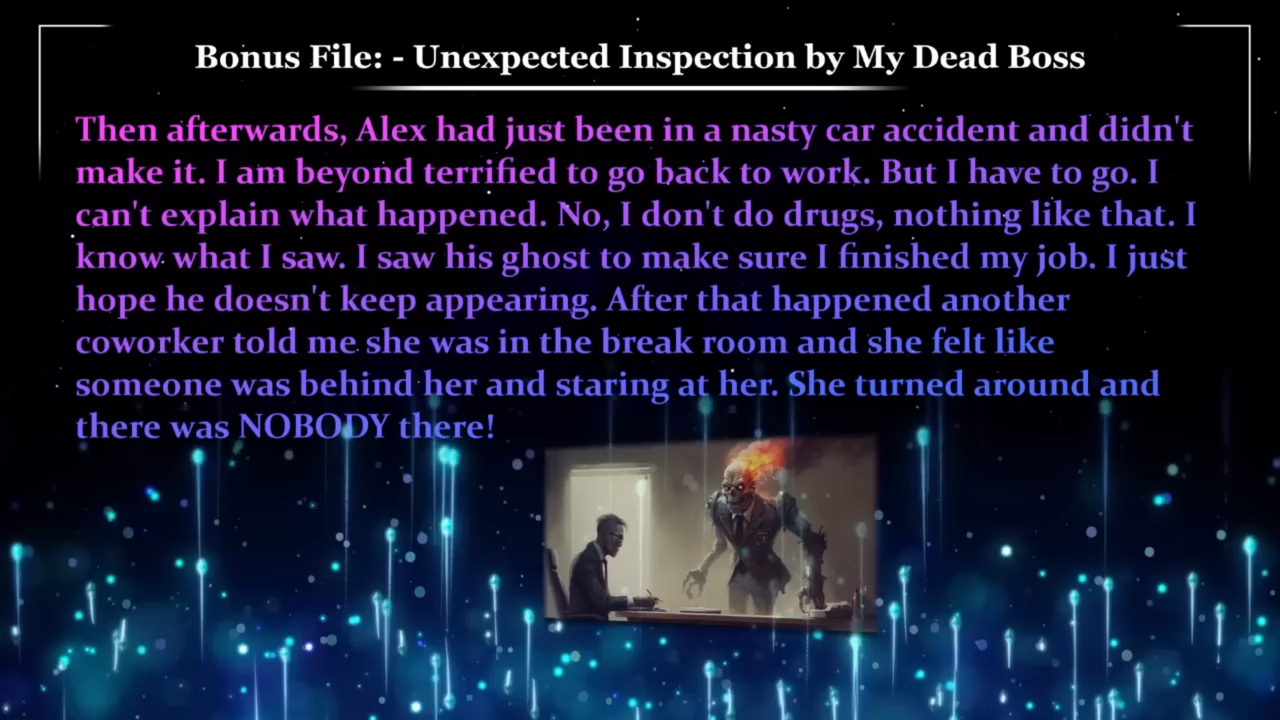 Bonus File: - Unexpected Inspection by My Dead Boss
Then afterwards, Alex had just been in a nasty car accident and didn't
make it. I am beyond terrified to go back to work. But I have to go. I
can't explain what happened. No, I don't do drugs, nothing like that. I
know what I saw. I saw his ghost to make sure I finished my job. I just
hope he doesn't keep appearing. After that happened another
coworker told me she was in the break room and she felt like
someone was behind her and staring at her. She turned around and
there was NOBODY there!